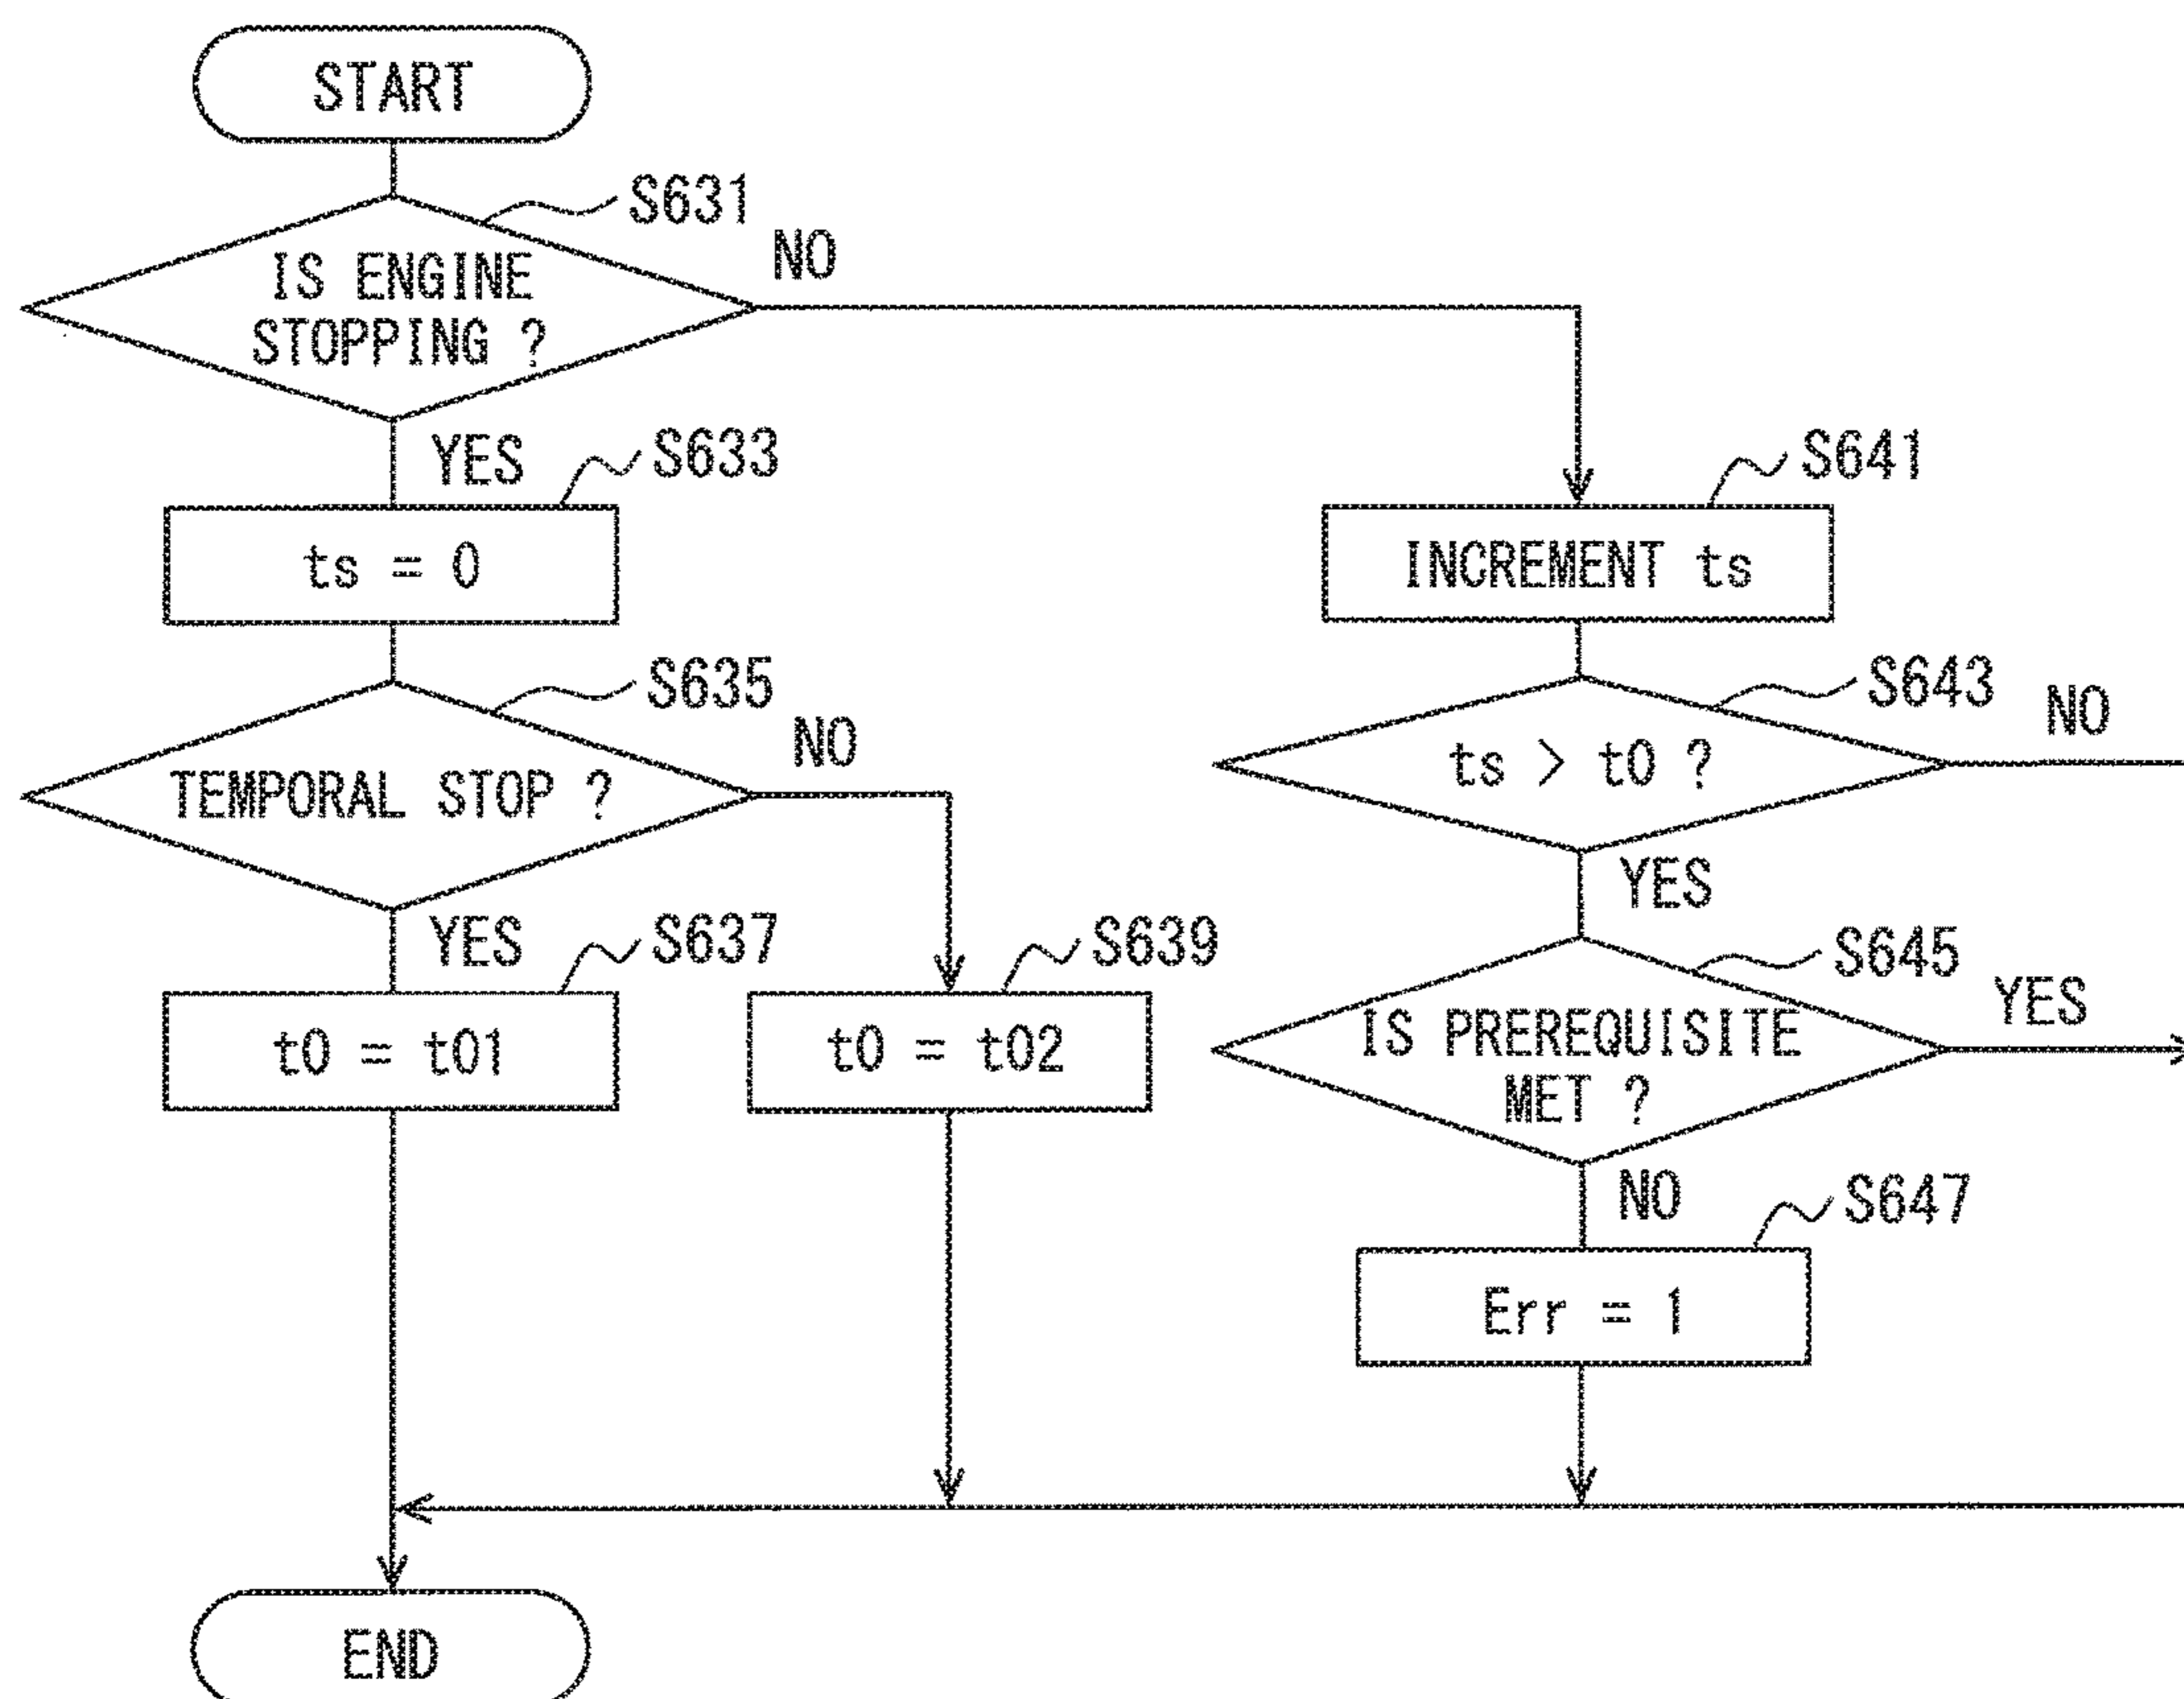 START
S631
NO
IS ENGINE
STOPPING ?
YES
S633
ts = 0
S635
NO
TEMPORAL STOP ?
YES
S637
t0 = t01
S639
t0 = t02
S641
INCREMENT ts
S643
NO
ts > t0 ?
YES
S645
YES
IS PREREQUISITE
MET ?
NO
S647
Err = 1
END